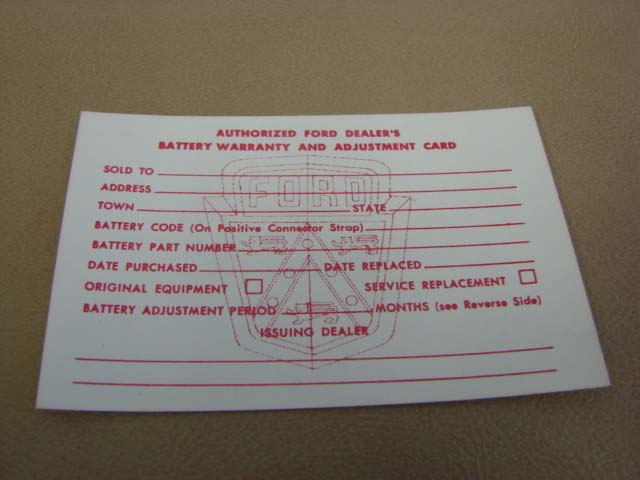 AUTHORIZED FORD DEALER'S
BATTERY WARRANTY AND ADJUSTMENT CARD
SOLD TO
FORD
ADDRESS
TOWN STATE
BATTERY CODE (On Positive Connector Strap)
BATTERY PART NUMBER
DATE PURCHASED DATE REPLACED
ORIGINAL EQUIPMENT SERVICE REPLACEMENT
BATTERY ADJUSTMENT PERIOD MONTHS (see Reverse Side)
ISSUING DEALER